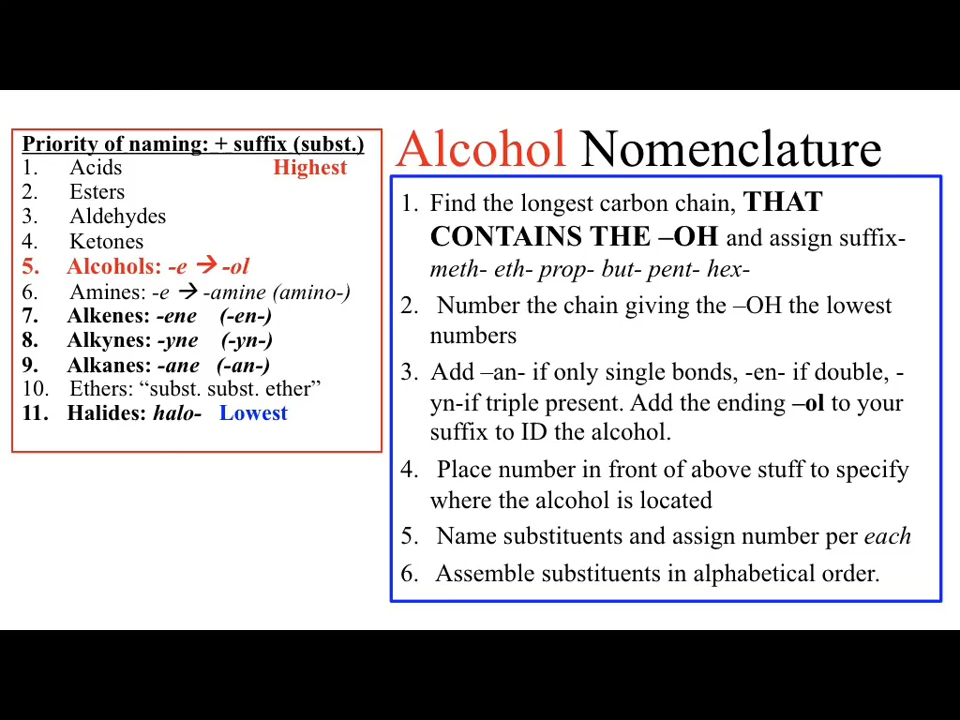 Priority of naming: + suffix (subst.)
1. Acids Highest
2. Esters
3. Aldehydes
4. Ketones
5. Alcohols: -e → -ol
6. Amines: -e → -amine (amino-)
7. Alkenes: -ene (-en-)
8. Alkynes: -yne (-yn-)
9. Alkanes: -ane (-an-)
10. Ethers: “subst. subst. ether”
11. Halides: halo- Lowest
Alcohol Nomenclature
1. Find the longest carbon chain, THAT
CONTAINS THE –OH and assign suffix-
meth- eth- prop- but- pent- hex-
2. Number the chain giving the –OH the lowest
numbers
3. Add –an- if only single bonds, -en- if double, -
yn-if triple present. Add the ending –ol to your
suffix to ID the alcohol.
4. Place number in front of above stuff to specify
where the alcohol is located
5. Name substituents and assign number per each
6. Assemble substituents in alphabetical order.